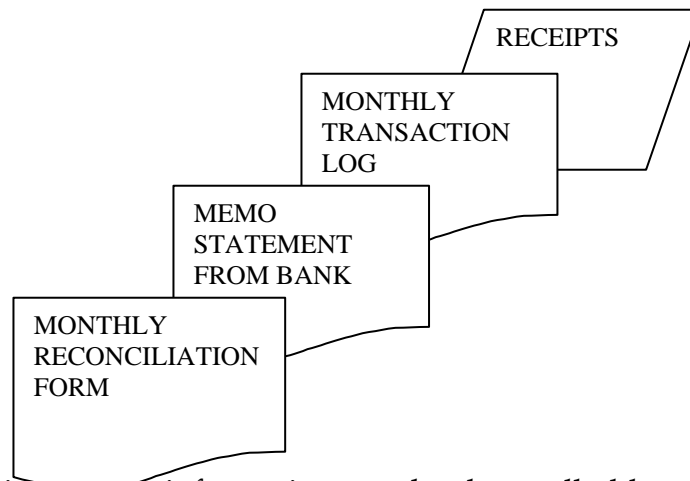 RECEIPTS
MONTHLY
TRANSACTION
LOG
MEMO
STATEMENT
FROM BANK
MONTHLY
RECONCILIATION
FORM